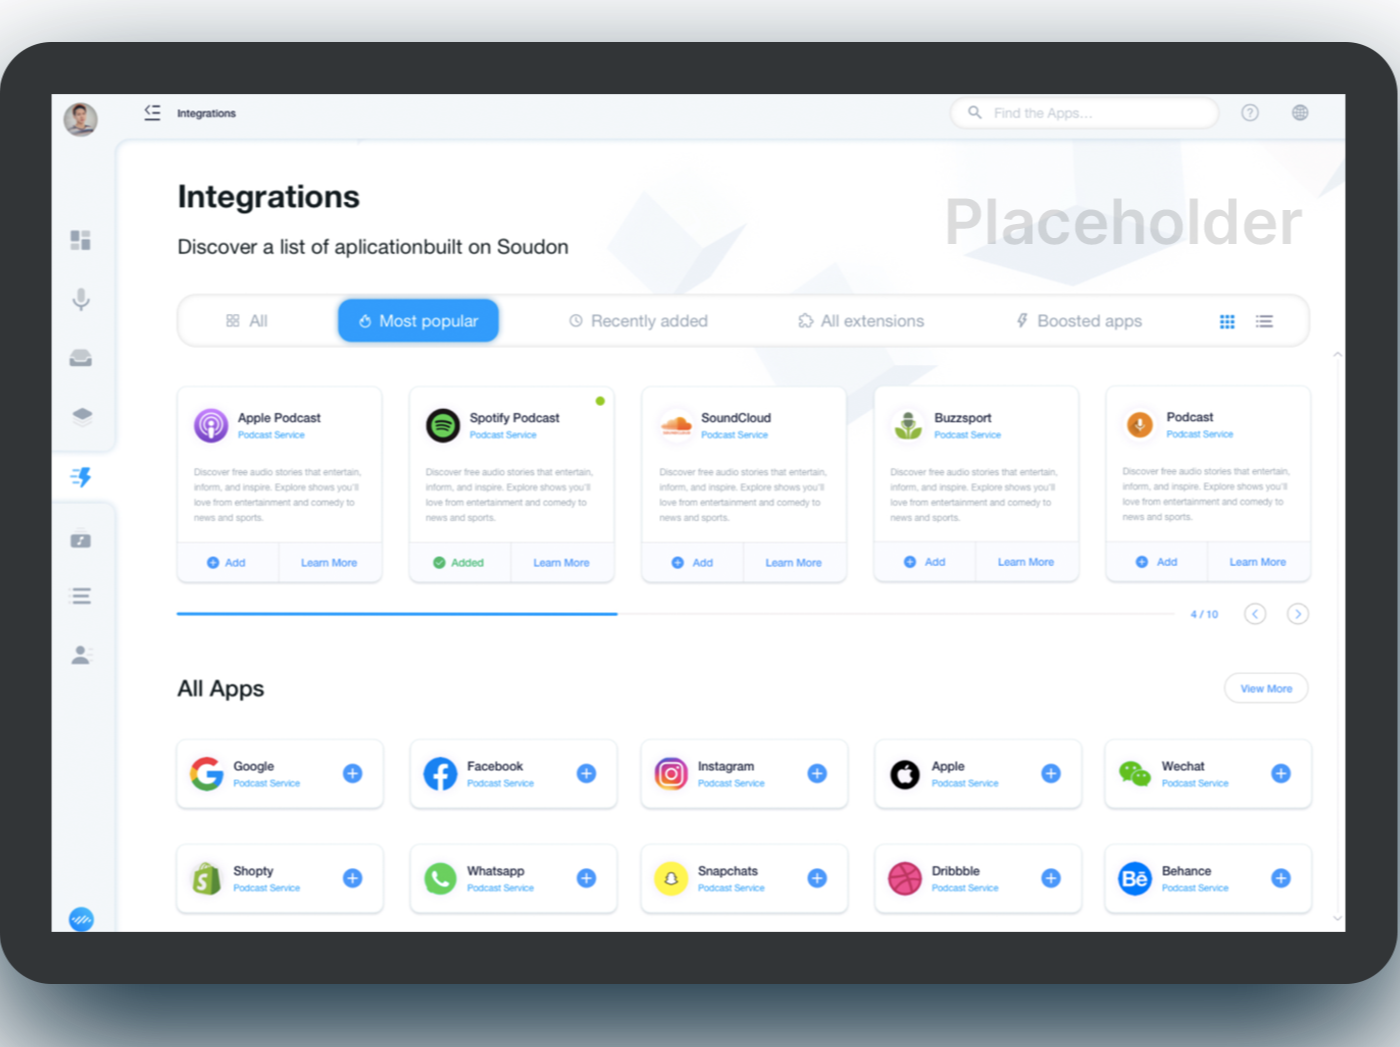 Integrations
Find the Apps...
Integrations
Placeholder
Discover a list of aplicationbuilt on Soudon
All
Most popular
Recently added
All extensions
Boosted apps
Apple Podcast
Podcast Service
Discover free audio stories that entertain,
inform, and inspire. Explore shows you'll
love from entertainment and comedy to
news and sports.
Add
Learn More
Spotify Podcast
Podcast Service
Discover free audio stories that entertain,
inform, and inspire. Explore shows you'll
love from entertainment and comedy to
news and sports.
Added
Learn More
SoundCloud
Podcast Service
Discover free audio stories that entertain,
inform, and inspire. Explore shows you'll
love from entertainment and comedy to
news and sports.
Add
Learn More
Buzzsport
Podcast Service
Discover free audio stories that entertain,
inform, and inspire. Explore shows you'll
love from entertainment and comedy to
news and sports.
Add
Learn More
Podcast
Podcast Service
Discover free audio stories that entertain,
inform, and inspire. Explore shows you'll
love from entertainment and comedy to
news and sports.
Add
Learn More
4 / 10
All Apps
View More
Google
Podcast Service
Facebook
Podcast Service
Instagram
Podcast Service
Apple
Podcast Service
Wechat
Podcast Service
Shopty
Podcast Service
Whatsapp
Podcast Service
Snapchats
Podcast Service
Dribbble
Podcast Service
Bē
Behance
Podcast Service